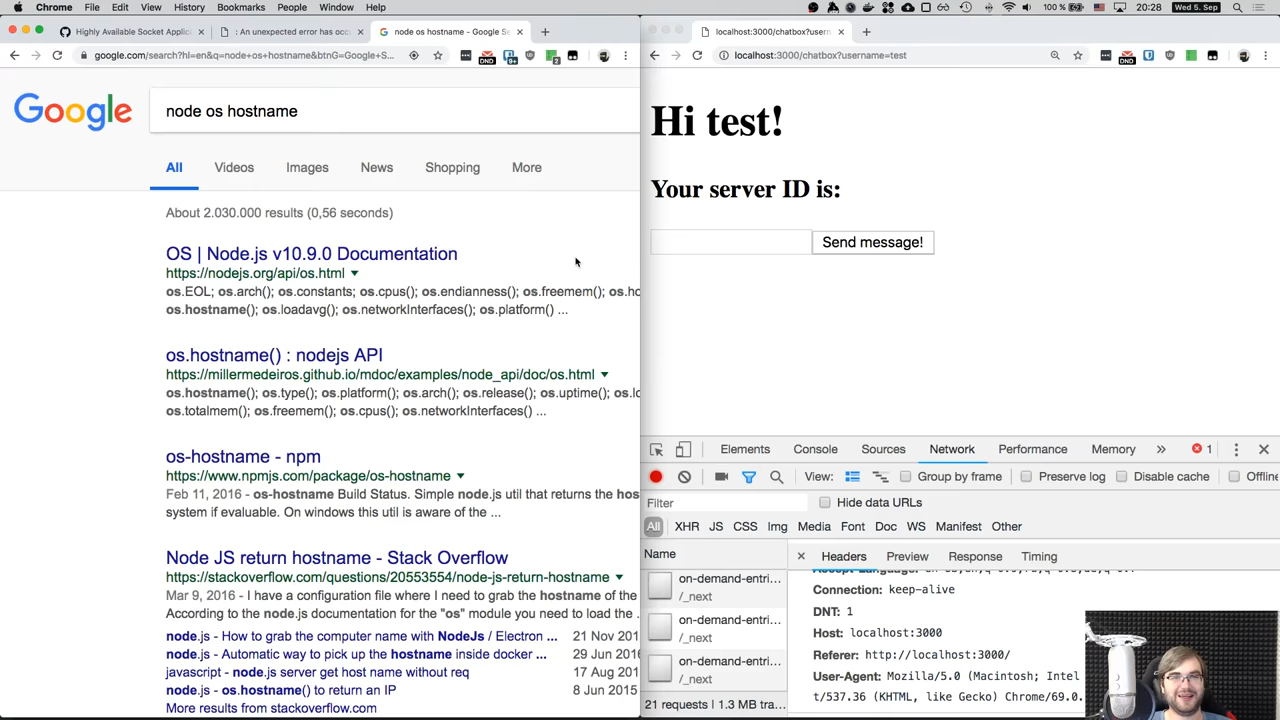 Chrome File Edit View History Bookmarks People Window Help
100 % 20:28 Wed 5. Sep
Highly Available Socket Applic
: An unexpected error has occ
node os hostname - Google Se
google.com/search?hl=en&q=node+os+hostname&btnG=Google+S...
DND 9+ 2
Google
node os hostname
All Videos Images News Shopping More
About 2.030.000 results (0,56 seconds)
OS | Node.js v10.9.0 Documentation
https://nodejs.org/api/os.html
os.EOL; os.arch(); os.constants; os.cpus(); os.endianness(); os.freemem(); os.ho
os.hostname(); os.loadavg(); os.networkInterfaces(); os.platform() ...
os.hostname() : nodejs API
https://millermedeiros.github.io/mdoc/examples/node_api/doc/os.html
os.hostname(); os.type(); os.platform(); os.arch(); os.release(); os.uptime(); os.lo
os.totalmem(); os.freemem(); os.cpus(); os.networkInterfaces() ...
os-hostname - npm
https://www.npmjs.com/package/os-hostname
Feb 11, 2016 - os-hostname Build Status. Simple node.js util that returns the hos
system if evaluable. On windows this util is aware of the ...
Node JS return hostname - Stack Overflow
https://stackoverflow.com/questions/20553554/node-js-return-hostname
Mar 9, 2016 - I have a configuration file where I need to grab the hostname of the
According to the node.js documentation for the "os" module you need to load the .
node.js - How to grab the computer name with NodeJs / Electron ... 21 Nov 201
node.js - Automatic way to pick up the hostname inside docker ... 29 Jun 201
javascript - node.js server get host name without req 17 Aug 201
node.js - os.hostname() to return an IP 8 Jun 2015
More results from stackoverflow.com
localhost:3000/chatbox?usern
localhost:3000/chatbox?username=test
DND
Hi test!
Your server ID is:
Send message!
Elements Console Sources Network Performance Memory » 1
View: Group by frame Preserve log Disable cache Offline
Filter Hide data URLs
All XHR JS CSS Img Media Font Doc WS Manifest Other
Name
Headers Preview Response Timing
on-demand-entri...
/_next
on-demand-entri...
/_next
on-demand-entri...
/_next
21 requests | 1.3 MB tra...
Connection: keep-alive
DNT: 1
Host: localhost:3000
Referer: http://localhost:3000/
User-Agent: Mozilla/5.0 (Macintosh; Intel
t/537.36 (KHTML, like Gecko) Chrome/69.0.